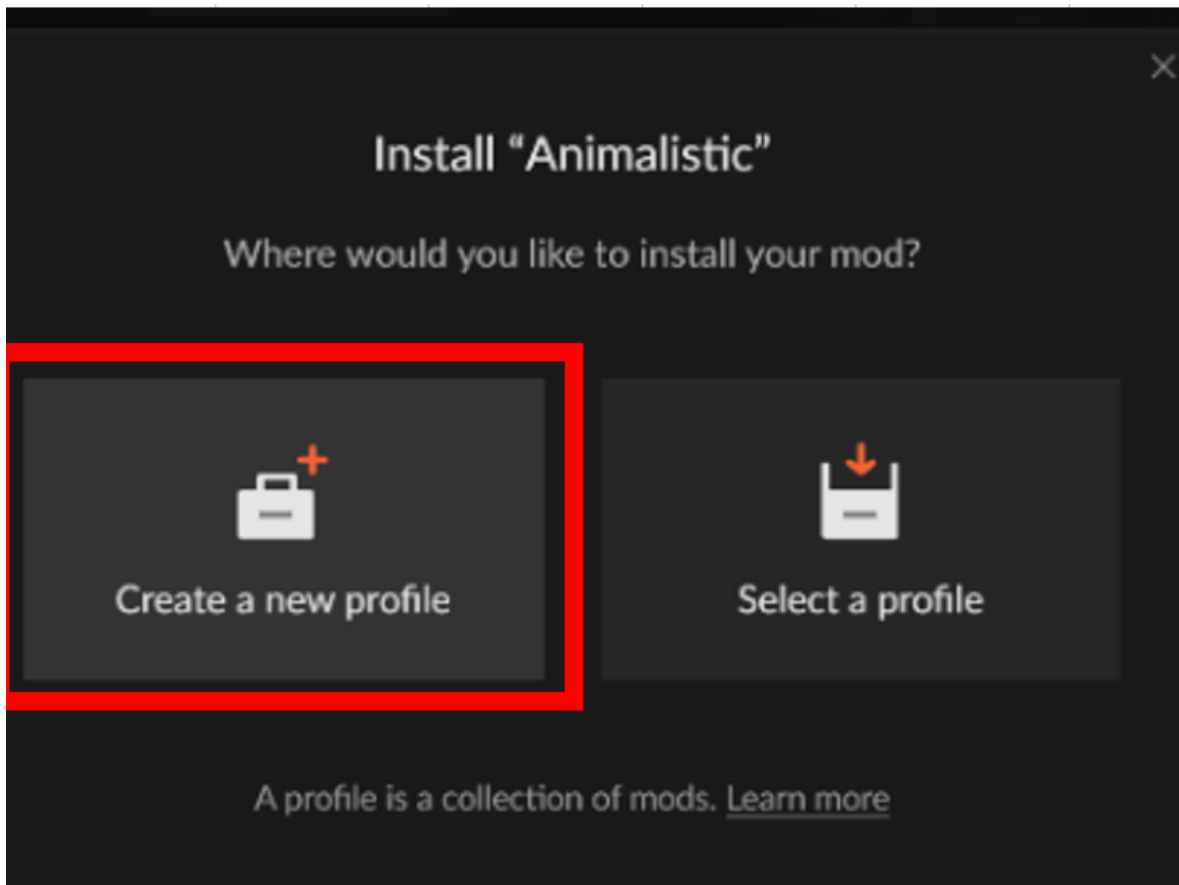 Install “Animalistic”
Where would you like to install your mod?
Create a new profile
Select a profile
A profile is a collection of mods. Learn more